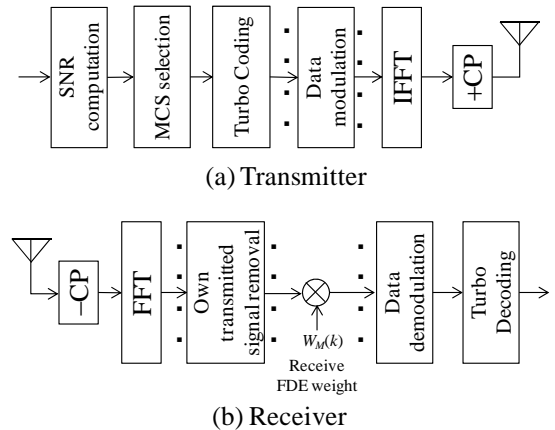 SNR
computation
MCS selection
Turbo Coding
Data
modulation
IFFT
+CP
(a) Transmitter
−CP
FFT
Own
transmitted
signal removal
W_M(k)
Receive
FDE weight
Data
demodulation
Turbo
Decoding
(b) Receiver